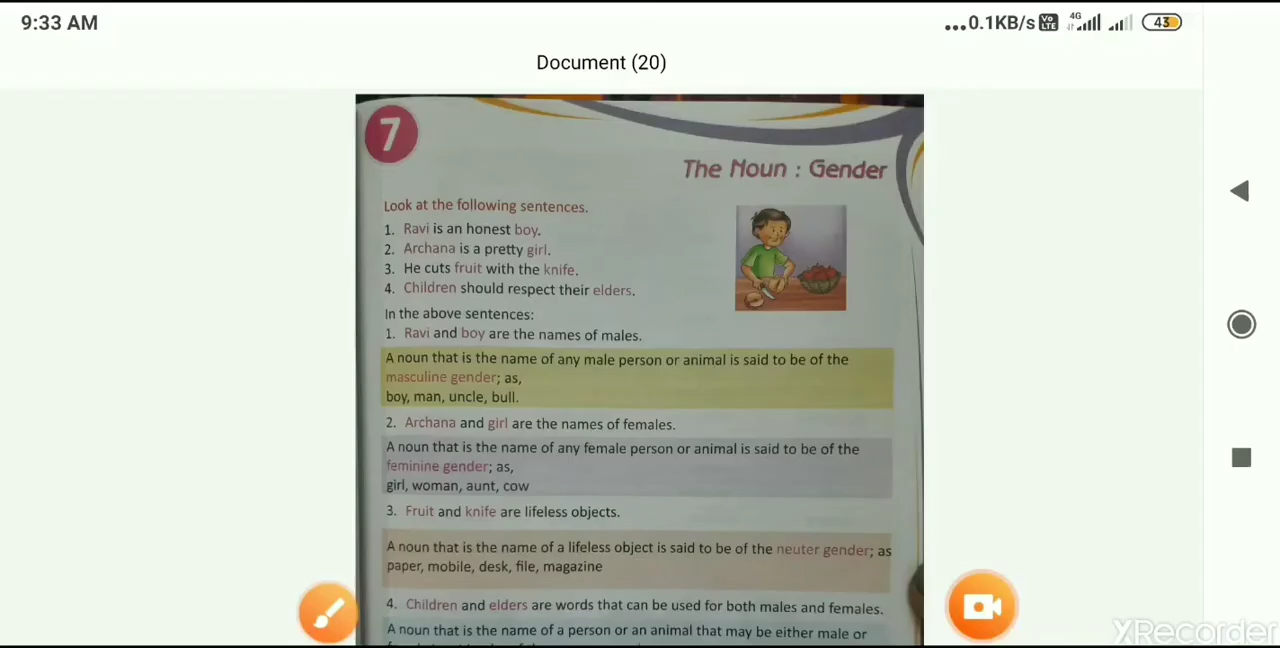 9:33 AM
...0.1KB/s Vo LTE 4G 43
Document (20)
7
The Noun : Gender
Look at the following sentences.
1. Ravi is an honest boy.
2. Archana is a pretty girl.
3. He cuts fruit with the knife.
4. Children should respect their elders.
In the above sentences:
1. Ravi and boy are the names of males.
A noun that is the name of any male person or animal is said to be of the
masculine gender; as,
boy, man, uncle, bull.
2. Archana and girl are the names of females.
A noun that is the name of any female person or animal is said to be of the
feminine gender; as,
girl, woman, aunt, cow
3. Fruit and knife are lifeless objects.
A noun that is the name of a lifeless object is said to be of the neuter gender; as
paper, mobile, desk, file, magazine
4. Children and elders are words that can be used for both males and females.
A noun that is the name of a person or an animal that may be either male or
XRecorder